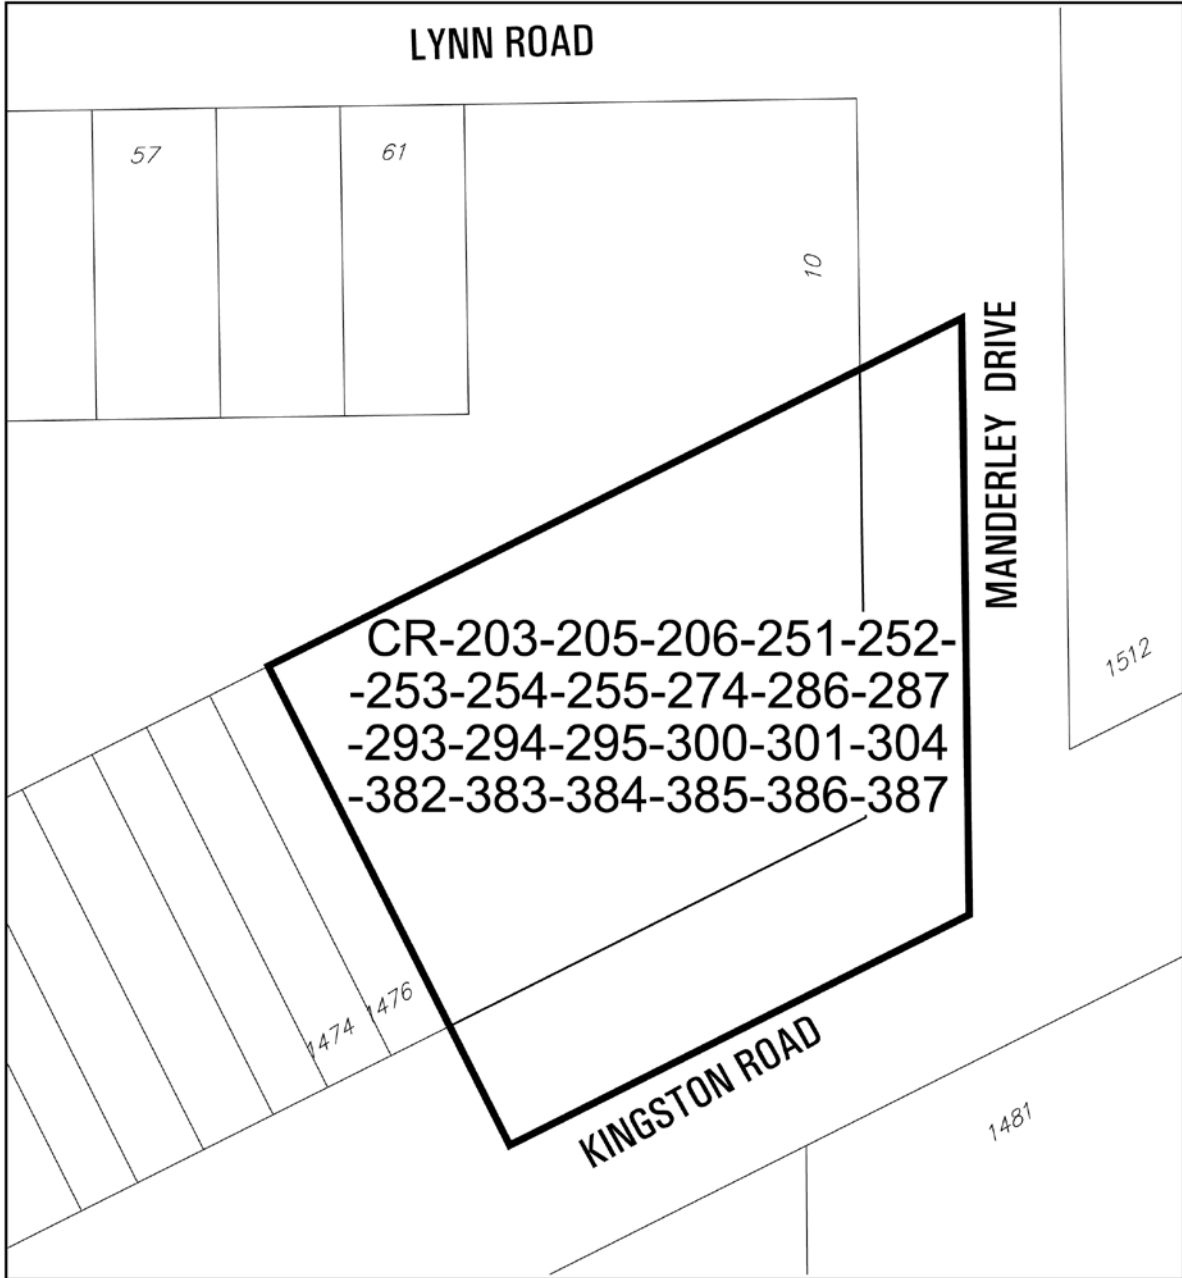 LYNN ROAD
57
61
10
MANDERLEY DRIVE
CR-203-205-206-251-252-
-253-254-255-274-286-287
-293-294-295-300-301-304
-382-383-384-385-386-387
1512
1474
1476
KINGSTON ROAD
1481